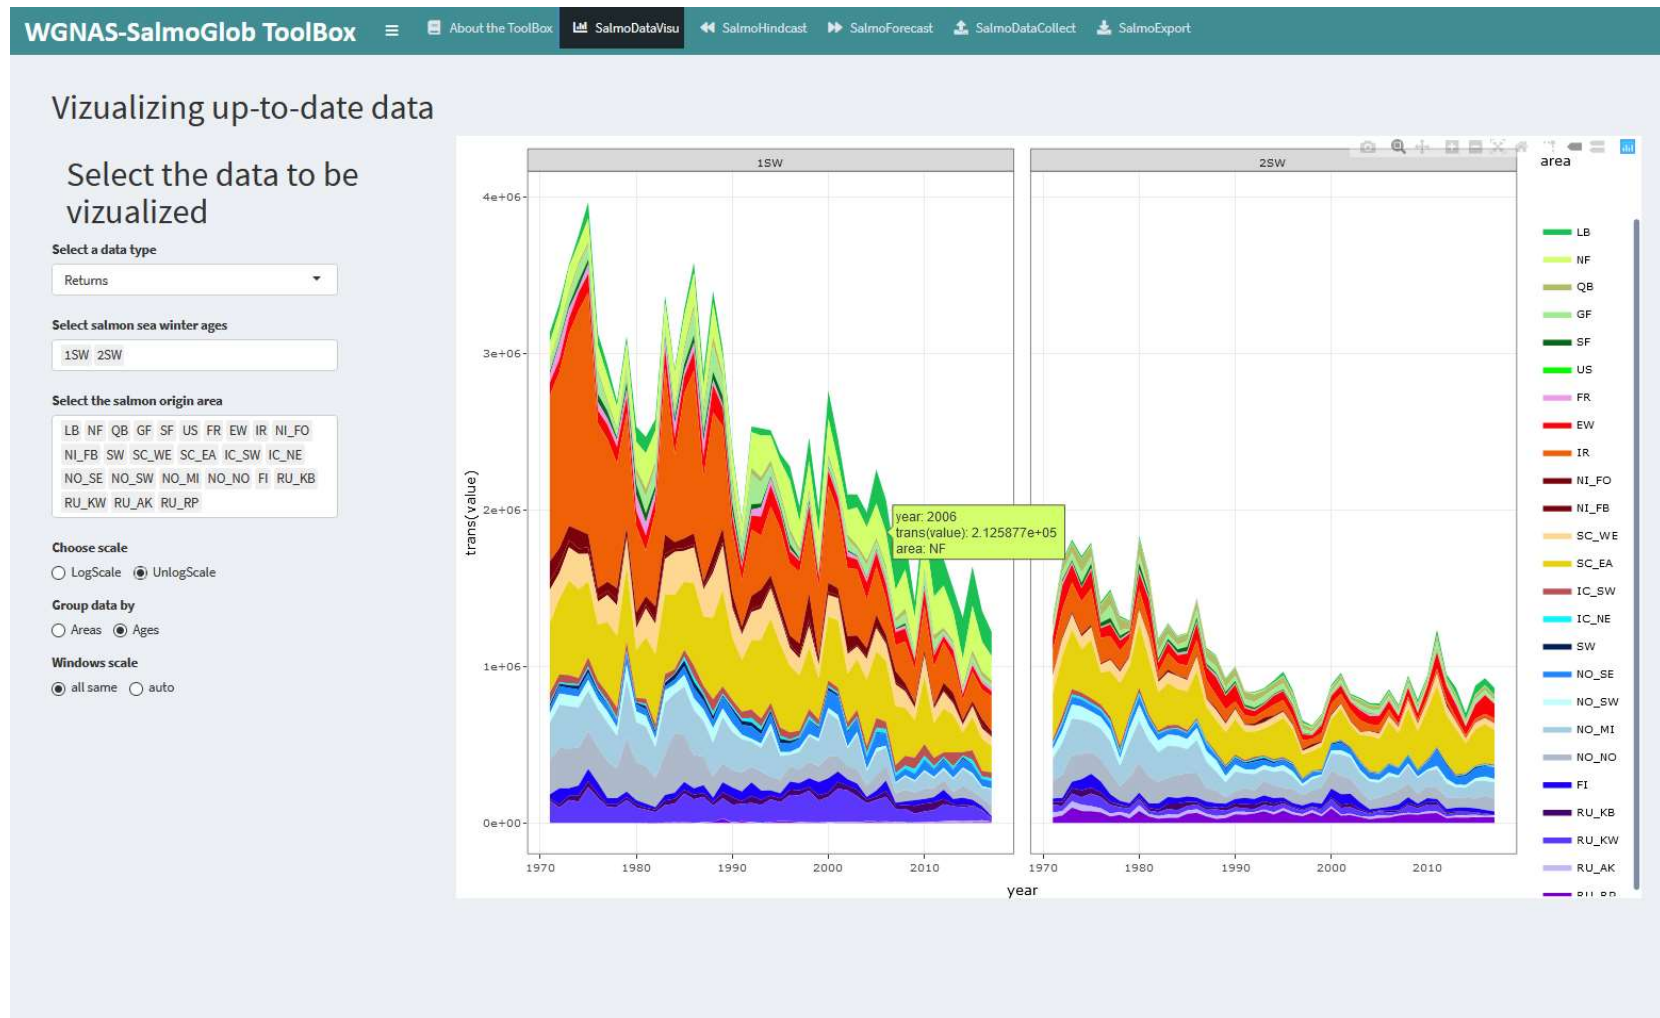 WGNAS-SalmoGlob ToolBox
About the ToolBox
SalmoDataVisu
SalmoHindcast
SalmoForecast
SalmoDataCollect
SalmoExport
Vizualizing up-to-date data
Select the data to be
vizualized
Select a data type
Returns
Select salmon sea winter ages
1SW 2SW
Select the salmon origin area
LB NF QB GF SF US FR EW IR NI_FO
NI_FB SW SC_WE SC_EA IC_SW IC_NE
NO_SE NO_SW NO_MI NO_NO FI RU_KB
RU_KW RU_AK RU_RP
Choose scale
LogScale UnlogScale
Group data by
Areas Ages
Windows scale
all same auto
1SW
2SW
trans(value)
4e+06
3e+06
2e+06
1e+06
0e+00
year: 2006
trans(value): 2.125877e+05
area: NF
1970 1980 1990 2000 2010
1970 1980 1990 2000 2010
year
area
LB
NF
QB
GF
SF
US
FR
EW
IR
NI_FO
NI_FB
SC_WE
SC_EA
IC_SW
IC_NE
SW
NO_SE
NO_SW
NO_MI
NO_NO
FI
RU_KB
RU_KW
RU_AK
RU_RP